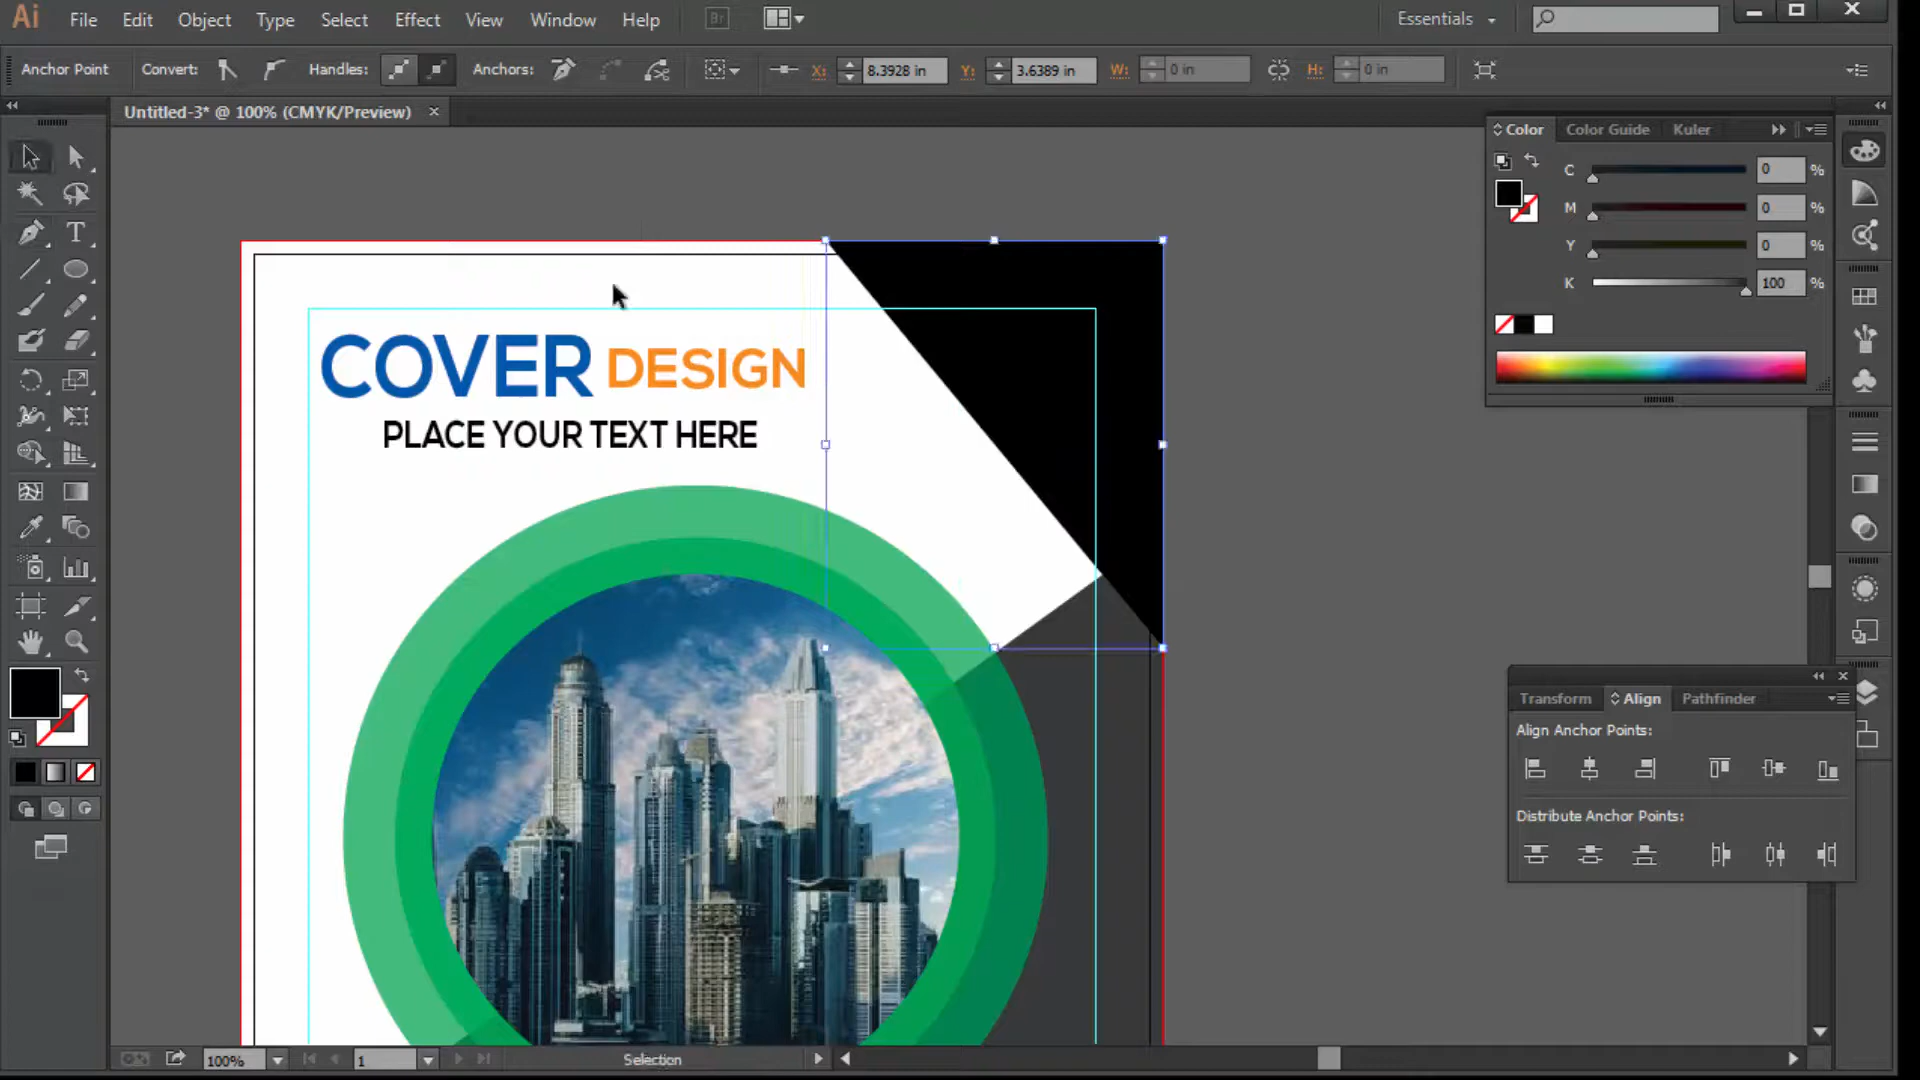 Ai File Edit Object Type Select Effect View Window Help Br Essentials
Anchor Point Convert: Handles: Anchors: X: 8.3928 in Y: 3.6389 in W: 0 in H: 0 in
Untitled-3* @ 100% (CMYK/Preview)
Color Color Guide Kuler
C 0 %
M 0 %
Y 0 %
K 100 %
COVER DESIGN
PLACE YOUR TEXT HERE
Transform Align Pathfinder
Align Anchor Points:
Distribute Anchor Points:
100% 1 Selection